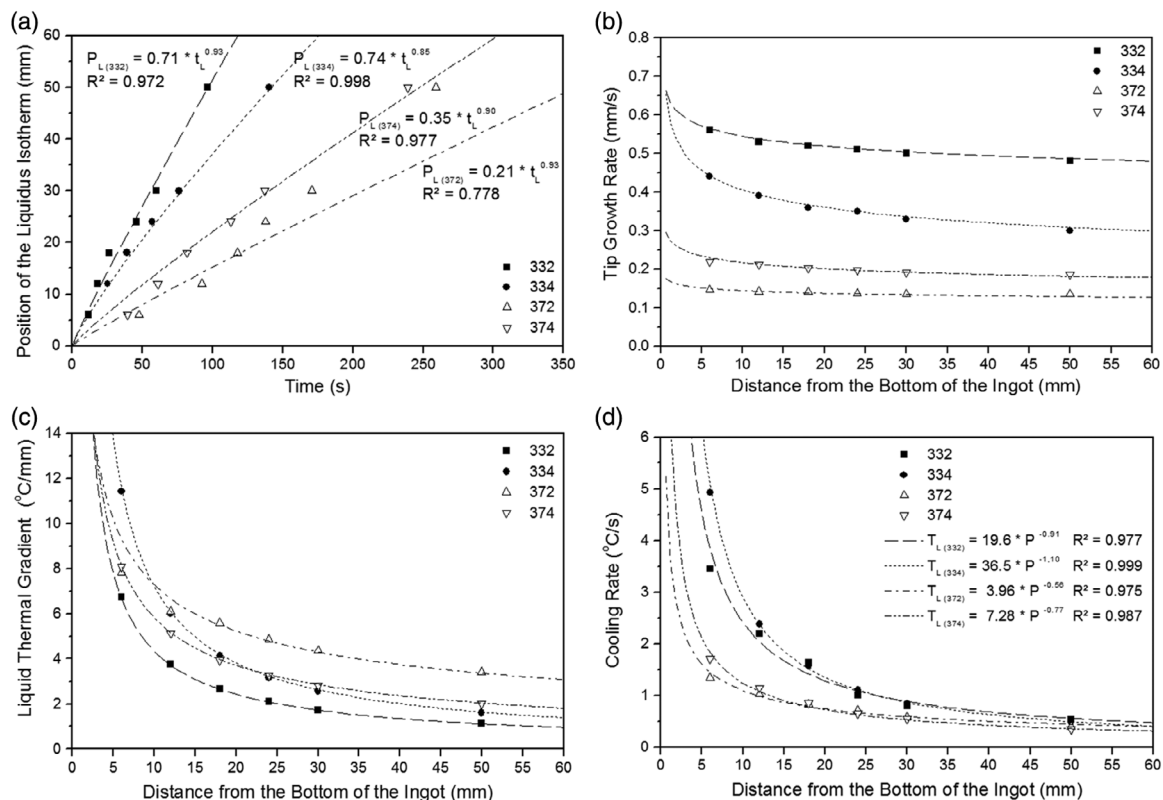 (a)
60
50
40
30
20
10
0
Position of the Liquidus Isotherm (mm)
P L (332) = 0.71 * t L 0.93
R² = 0.972
P L (334) = 0.74 * t L 0.85
R² = 0.998
P L (374) = 0.35 * t L 0.90
R² = 0.977
P L (372) = 0.21 * t L 0.93
R² = 0.778
332
334
372
374
0 50 100 150 200 250 300 350
Time (s)
(b)
0.8
0.7
0.6
0.5
0.4
0.3
0.2
0.1
0.0
Tip Growth Rate (mm/s)
332
334
372
374
0 5 10 15 20 25 30 35 40 45 50 55 60
Distance from the Bottom of the Ingot (mm)
(c)
14
12
10
8
6
4
2
0
Liquid Thermal Gradient (°C/mm)
332
334
372
374
0 5 10 15 20 25 30 35 40 45 50 55 60
Distance from the Bottom of the Ingot (mm)
(d)
6
5
4
3
2
1
0
Cooling Rate (°C/s)
332
334
372
374
T L (332) = 19.6 * P -0.91 R² = 0.977
T L (334) = 36.5 * P -1,10 R² = 0.999
T L (372) = 3.96 * P -0.56 R² = 0.975
T L (374) = 7.28 * P -0.77 R² = 0.987
0 5 10 15 20 25 30 35 40 45 50 55 60
Distance from the Bottom of the Ingot (mm)